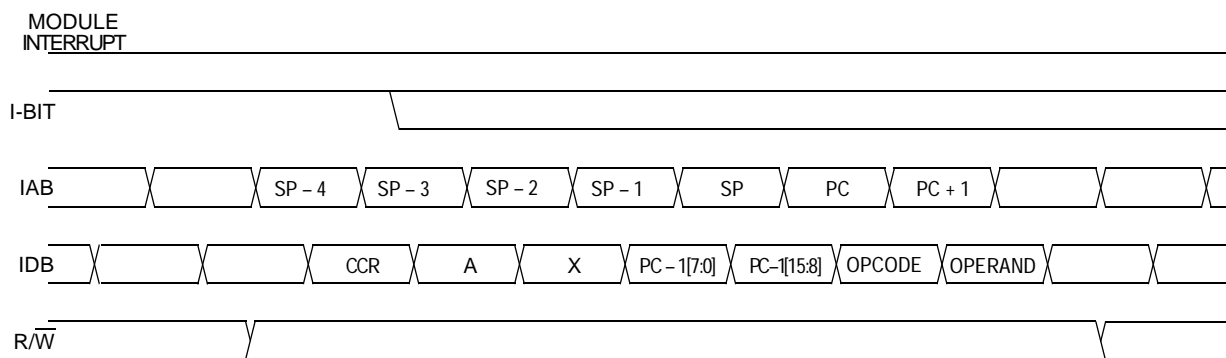 MODULE
INTERRUPT
I-BIT
IAB SP – 4 SP – 3 SP – 2 SP – 1 SP PC PC + 1
IDB CCR A X PC – 1[7:0] PC–1[15:8] OPCODE OPERAND
R/W̅